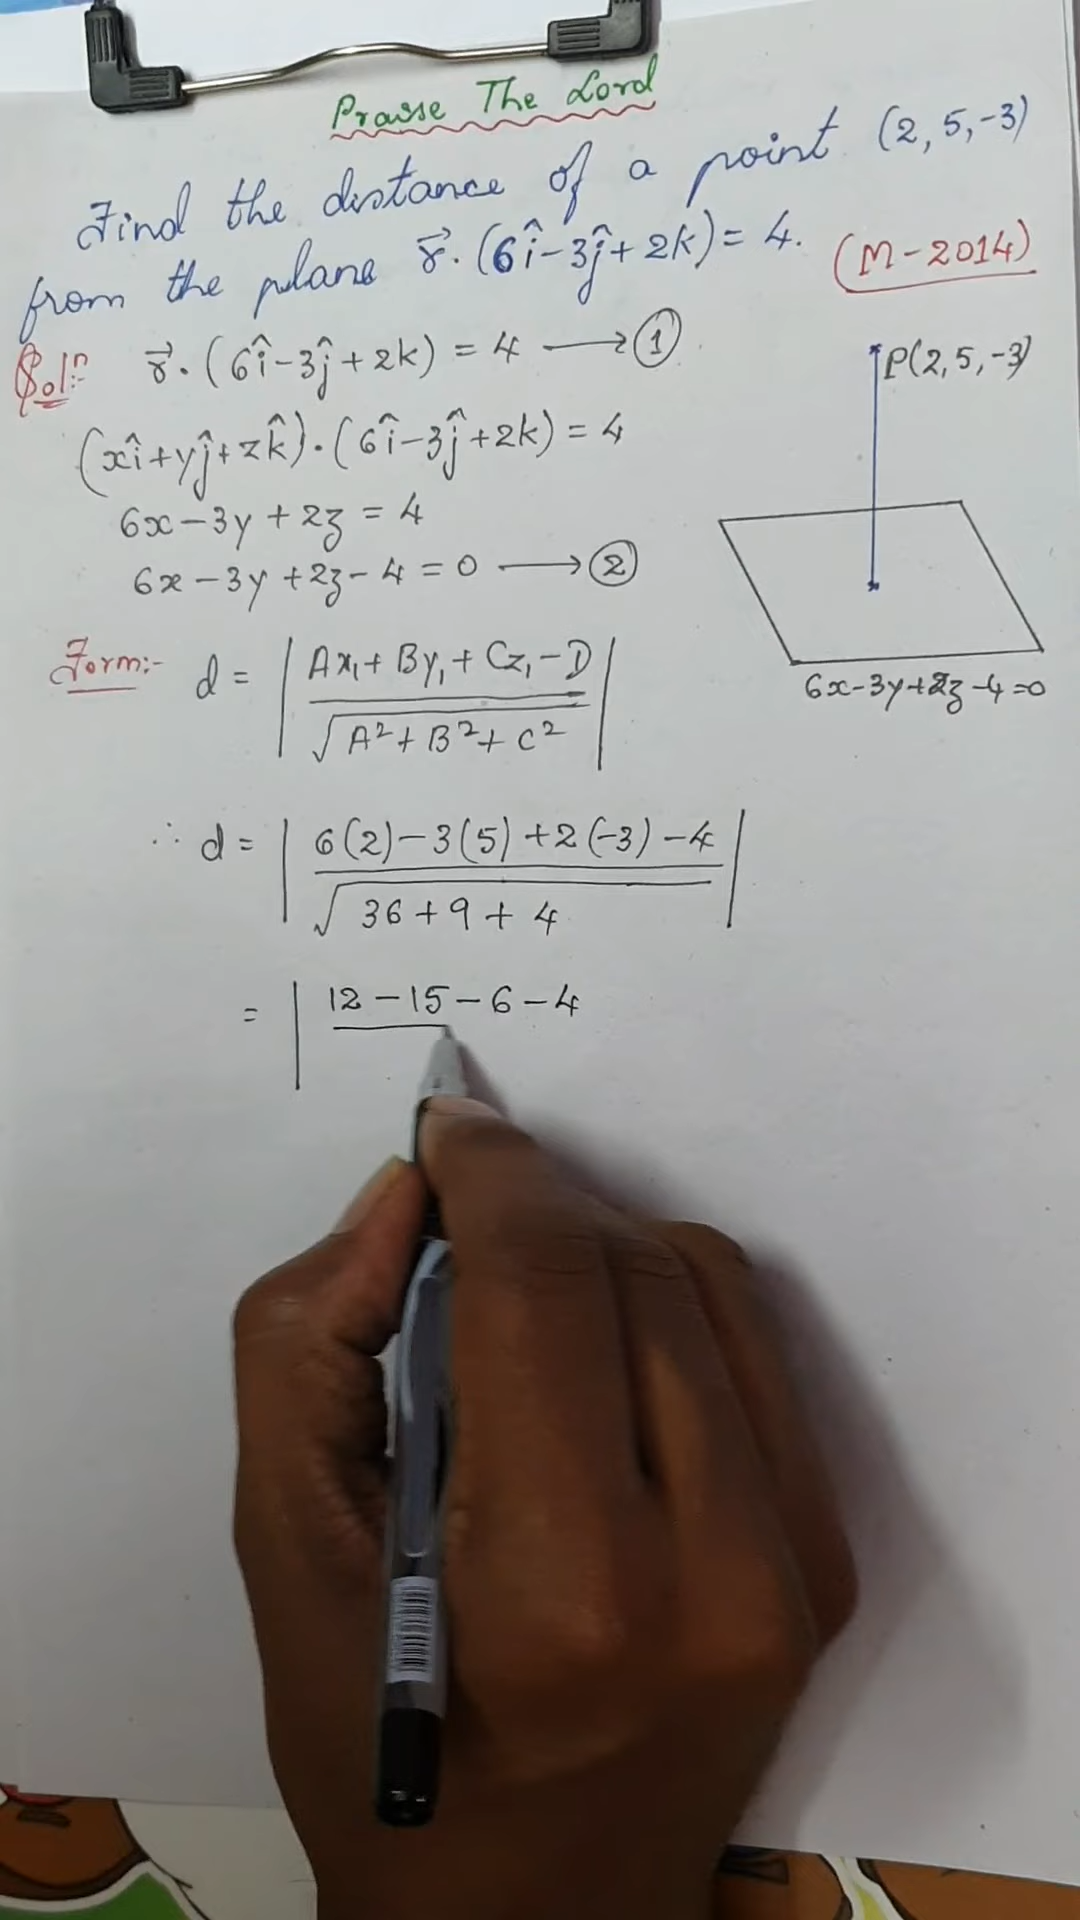 Praise The Lord
Find the distance of a point (2, 5, -3)
from the plane r⃗. (6î - 3ĵ + 2k) = 4. (M - 2014)
Solⁿ:- r⃗. (6î - 3ĵ + 2k) = 4 ⟶ ①
P(2, 5, -3)
(xî + yĵ + zk̂) . (6î - 3ĵ + 2k) = 4
6x - 3y + 2z = 4
6x - 3y + 2z - 4 = 0 ⟶ ②
6x - 3y + 2z - 4 = 0
Form:- d = | Ax₁ + By₁ + Cz₁ - D / √A² + B² + C² |
∴ d = | 6(2) - 3(5) + 2(-3) - 4 / √36 + 9 + 4 |
= | 12 - 15 - 6 - 4